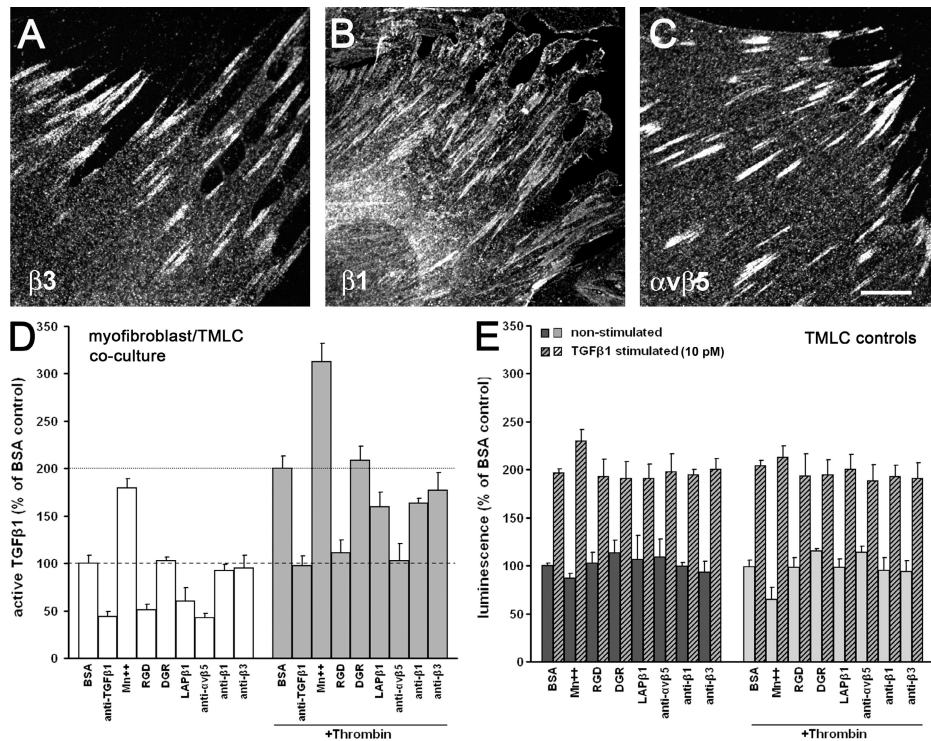 A
B
C
β3
β1
αvβ5
D
myofibroblast/TMLC
co-culture
active TGFβ1 (% of BSA control)
350
300
250
200
150
100
50
0
BSA
anti-TGFβ1
Mn++
RGD
DGR
LAPβ1
anti-αvβ5
anti-β1
anti-β3
BSA
anti-TGFβ1
Mn++
RGD
DGR
LAPβ1
anti-αvβ5
anti-β1
anti-β3
+Thrombin
E
non-stimulated
TGFβ1 stimulated (10 pM)
TMLC controls
luminescence (% of BSA control)
350
300
250
200
150
100
50
0
BSA
Mn++
RGD
DGR
LAPβ1
anti-αvβ5
anti-β1
anti-β3
BSA
Mn++
RGD
DGR
LAPβ1
anti-αvβ5
anti-β1
anti-β3
+Thrombin